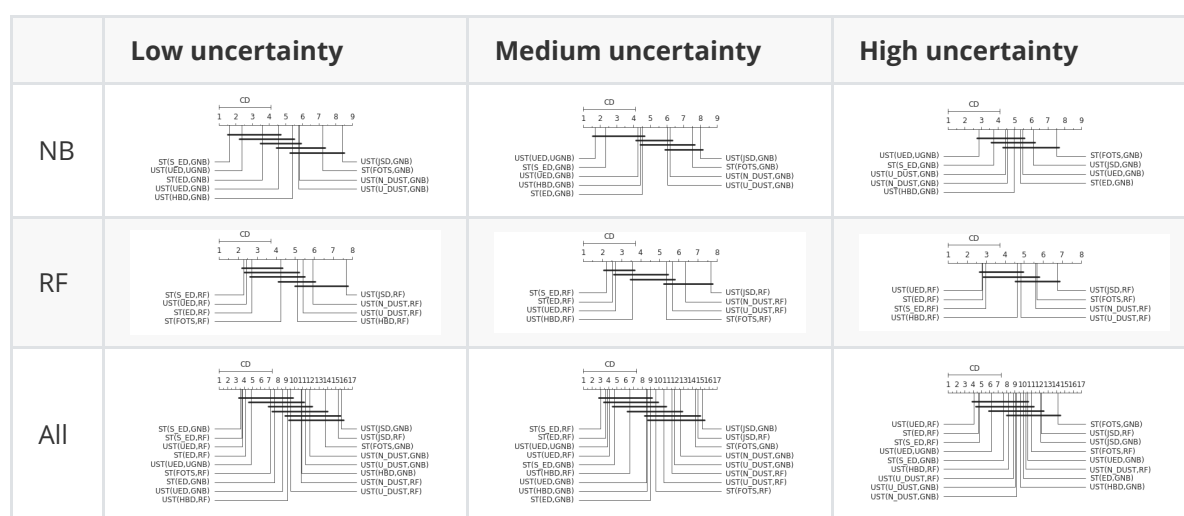 Low uncertainty Medium uncertainty High uncertainty
NB
CD
1 2 3 4 5 6 7 8 9
ST(S_ED,GNB) UST(JSD,GNB)
UST(UED,UGNB) ST(FOTS,GNB)
ST(ED,GNB) UST(N_DUST,GNB)
UST(UED,GNB) UST(U_DUST,GNB)
UST(HBD,GNB)
CD
1 2 3 4 5 6 7 8 9
UST(UED,UGNB) UST(JSD,GNB)
ST(S_ED,GNB) ST(FOTS,GNB)
UST(UED,GNB) UST(N_DUST,GNB)
UST(HBD,GNB) UST(U_DUST,GNB)
ST(ED,GNB)
CD
1 2 3 4 5 6 7 8 9
UST(UED,UGNB) ST(FOTS,GNB)
ST(S_ED,GNB) UST(JSD,GNB)
UST(U_DUST,GNB) UST(UED,GNB)
UST(N_DUST,GNB) ST(ED,GNB)
UST(HBD,GNB)
RF
CD
1 2 3 4 5 6 7 8
ST(S_ED,RF) UST(JSD,RF)
UST(UED,RF) UST(N_DUST,RF)
ST(ED,RF) UST(U_DUST,RF)
ST(FOTS,RF) UST(HBD,RF)
CD
1 2 3 4 5 6 7 8
ST(S_ED,RF) UST(JSD,RF)
ST(ED,RF) UST(N_DUST,RF)
UST(UED,RF) UST(U_DUST,RF)
UST(HBD,RF) ST(FOTS,RF)
CD
1 2 3 4 5 6 7 8
UST(UED,RF) UST(JSD,RF)
ST(ED,RF) ST(FOTS,RF)
ST(S_ED,RF) UST(N_DUST,RF)
UST(HBD,RF) UST(U_DUST,RF)
All
CD
1 2 3 4 5 6 7 8 9 10 11 12 13 14 15 16 17
ST(S_ED,GNB) UST(JSD,GNB)
ST(S_ED,RF) UST(JSD,RF)
UST(UED,RF) ST(FOTS,GNB)
ST(ED,RF) UST(N_DUST,GNB)
UST(UED,UGNB) UST(U_DUST,GNB)
ST(FOTS,RF) UST(HBD,GNB)
ST(ED,GNB) UST(N_DUST,RF)
UST(UED,GNB) UST(U_DUST,RF)
UST(HBD,RF)
CD
1 2 3 4 5 6 7 8 9 10 11 12 13 14 15 16 17
ST(S_ED,RF) UST(JSD,GNB)
ST(ED,RF) UST(JSD,RF)
UST(UED,UGNB) ST(FOTS,GNB)
UST(UED,RF) UST(N_DUST,GNB)
ST(S_ED,GNB) UST(U_DUST,GNB)
UST(HBD,RF) UST(N_DUST,RF)
UST(UED,GNB) UST(U_DUST,RF)
UST(HBD,GNB) ST(FOTS,RF)
ST(ED,GNB)
CD
1 2 3 4 5 6 7 8 9 10 11 12 13 14 15 16 17
UST(UED,RF) ST(FOTS,GNB)
ST(ED,RF) UST(JSD,RF)
ST(S_ED,RF) UST(JSD,GNB)
UST(UED,UGNB) ST(FOTS,RF)
ST(S_ED,GNB) UST(UED,GNB)
UST(HBD,RF) UST(N_DUST,RF)
UST(U_DUST,RF) ST(ED,GNB)
UST(U_DUST,GNB) UST(HBD,GNB)
UST(N_DUST,GNB)